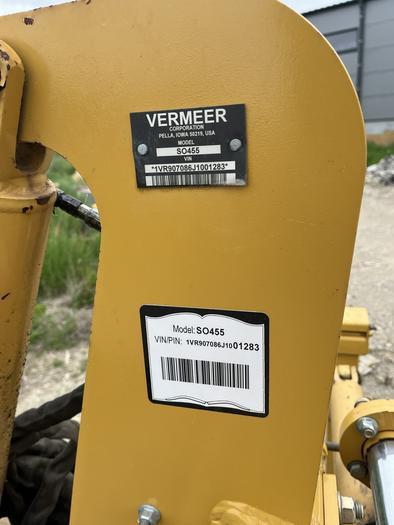 VERMEER
CORPORATION
PELLA, IOWA 50219, USA
MODEL
SO455
VIN
*1VR907086J1001283*
Model: SO455
VIN/PIN: 1VR907086J1001283